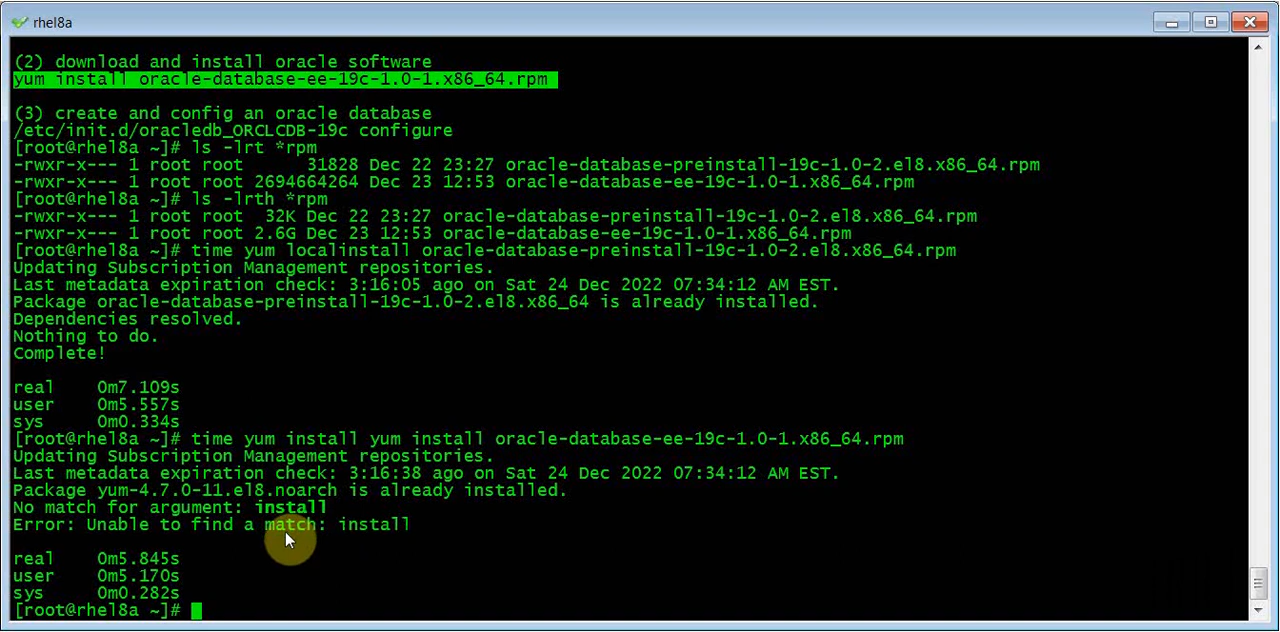 rhel8a
(2) download and install oracle software
yum install oracle-database-ee-19c-1.0-1.x86_64.rpm
(3) create and config an oracle database
/etc/init.d/oracledb_ORCLCDB-19c configure
[root@rhel8a ~]# ls -lrt *rpm
-rwxr-x--- 1 root root      31828 Dec 22 23:27 oracle-database-preinstall-19c-1.0-2.el8.x86_64.rpm
-rwxr-x--- 1 root root 2694664264 Dec 23 12:53 oracle-database-ee-19c-1.0-1.x86_64.rpm
[root@rhel8a ~]# ls -lrth *rpm
-rwxr-x--- 1 root root  32K Dec 22 23:27 oracle-database-preinstall-19c-1.0-2.el8.x86_64.rpm
-rwxr-x--- 1 root root 2.6G Dec 23 12:53 oracle-database-ee-19c-1.0-1.x86_64.rpm
[root@rhel8a ~]# time yum localinstall oracle-database-preinstall-19c-1.0-2.el8.x86_64.rpm
Updating Subscription Management repositories.
Last metadata expiration check: 3:16:05 ago on Sat 24 Dec 2022 07:34:12 AM EST.
Package oracle-database-preinstall-19c-1.0-2.el8.x86_64 is already installed.
Dependencies resolved.
Nothing to do.
Complete!
real    0m7.109s
user    0m5.557s
sys     0m0.334s
[root@rhel8a ~]# time yum install yum install oracle-database-ee-19c-1.0-1.x86_64.rpm
Updating Subscription Management repositories.
Last metadata expiration check: 3:16:38 ago on Sat 24 Dec 2022 07:34:12 AM EST.
Package yum-4.7.0-11.el8.noarch is already installed.
No match for argument: install
Error: Unable to find a match: install
real    0m5.845s
user    0m5.170s
sys     0m0.282s
[root@rhel8a ~]#